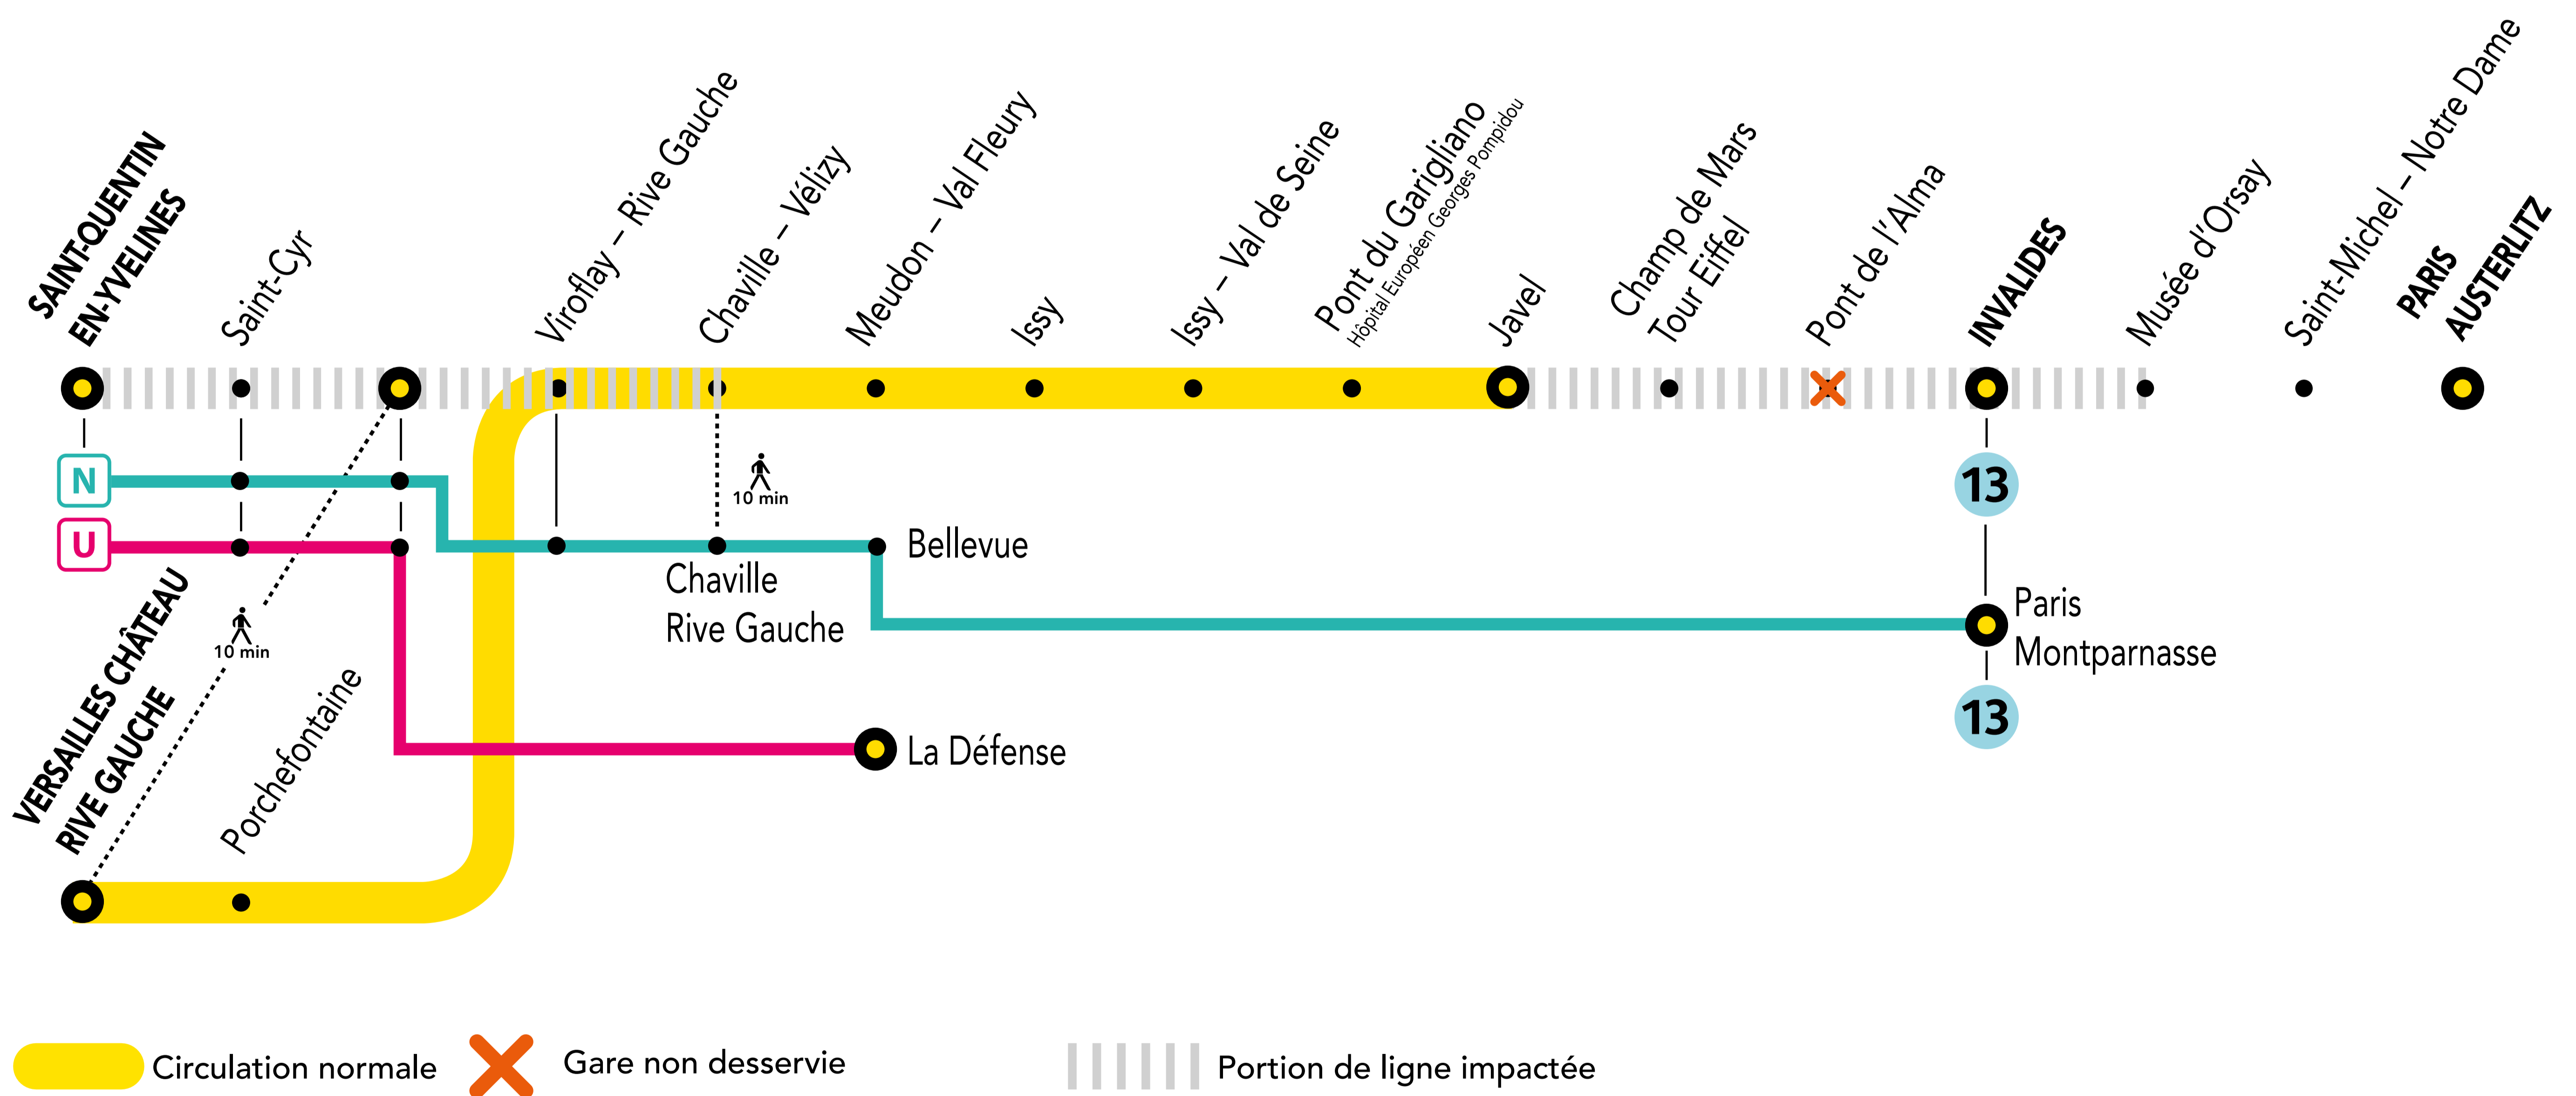 SAINT-QUENTIN
EN-YVELINES
Saint-Cyr
Viroflay – Rive Gauche
Chaville – Vélizy
Meudon – Val Fleury
Issy
Issy – Val de Seine
Pont du Garigliano
Hôpital Européen Georges Pompidou
Javel
Champ de Mars
Tour Eiffel
Pont de l'Alma
INVALIDES
Musée d'Orsay
Saint-Michel – Notre Dame
PARIS
AUSTERLITZ
N
10 min
13
U
Bellevue
Chaville
Rive Gauche
Paris
Montparnasse
10 min
13
VERSAILLES CHÂTEAU
RIVE GAUCHE
Porchefontaine
La Défense
Circulation normale
Gare non desservie
Portion de ligne impactée